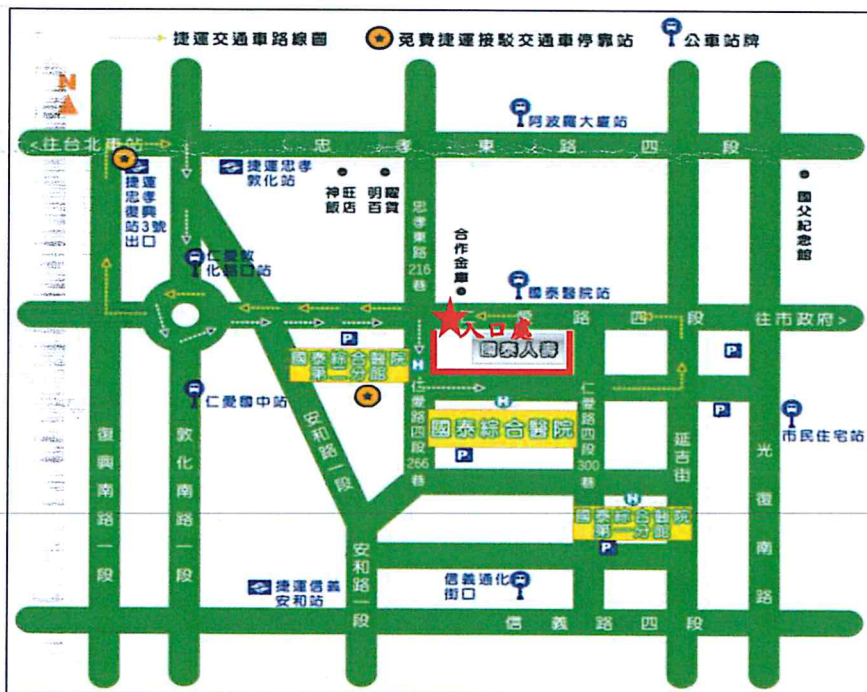 捷運交通車路線圖
免費捷運接駁交通車停靠站
公車站牌
N
阿波羅大廈站
<往台北車站
忠孝東路四段
捷運忠孝
敦化站
捷運
忠孝
復興
站3號
出口
神旺
飯店
明曜
百貨
忠孝東路216巷
合作金庫
國父紀念館
仁愛敦
化路口站
國泰醫院站
愛路四段
往市政府>
入口處
國泰人壽
P
國泰綜合醫院
第二分館
H
P
仁愛國中站
安和路一段
仁愛路四段266巷
H
國泰綜合醫院
P
仁愛路四段300巷
延吉街
P
市民住宅站
復興南路一段
敦化南路一段
光復南路
H
國泰綜合醫院
第一分館
P
安和路一段
捷運信義
安和站
信義通化
街口
信義路四段